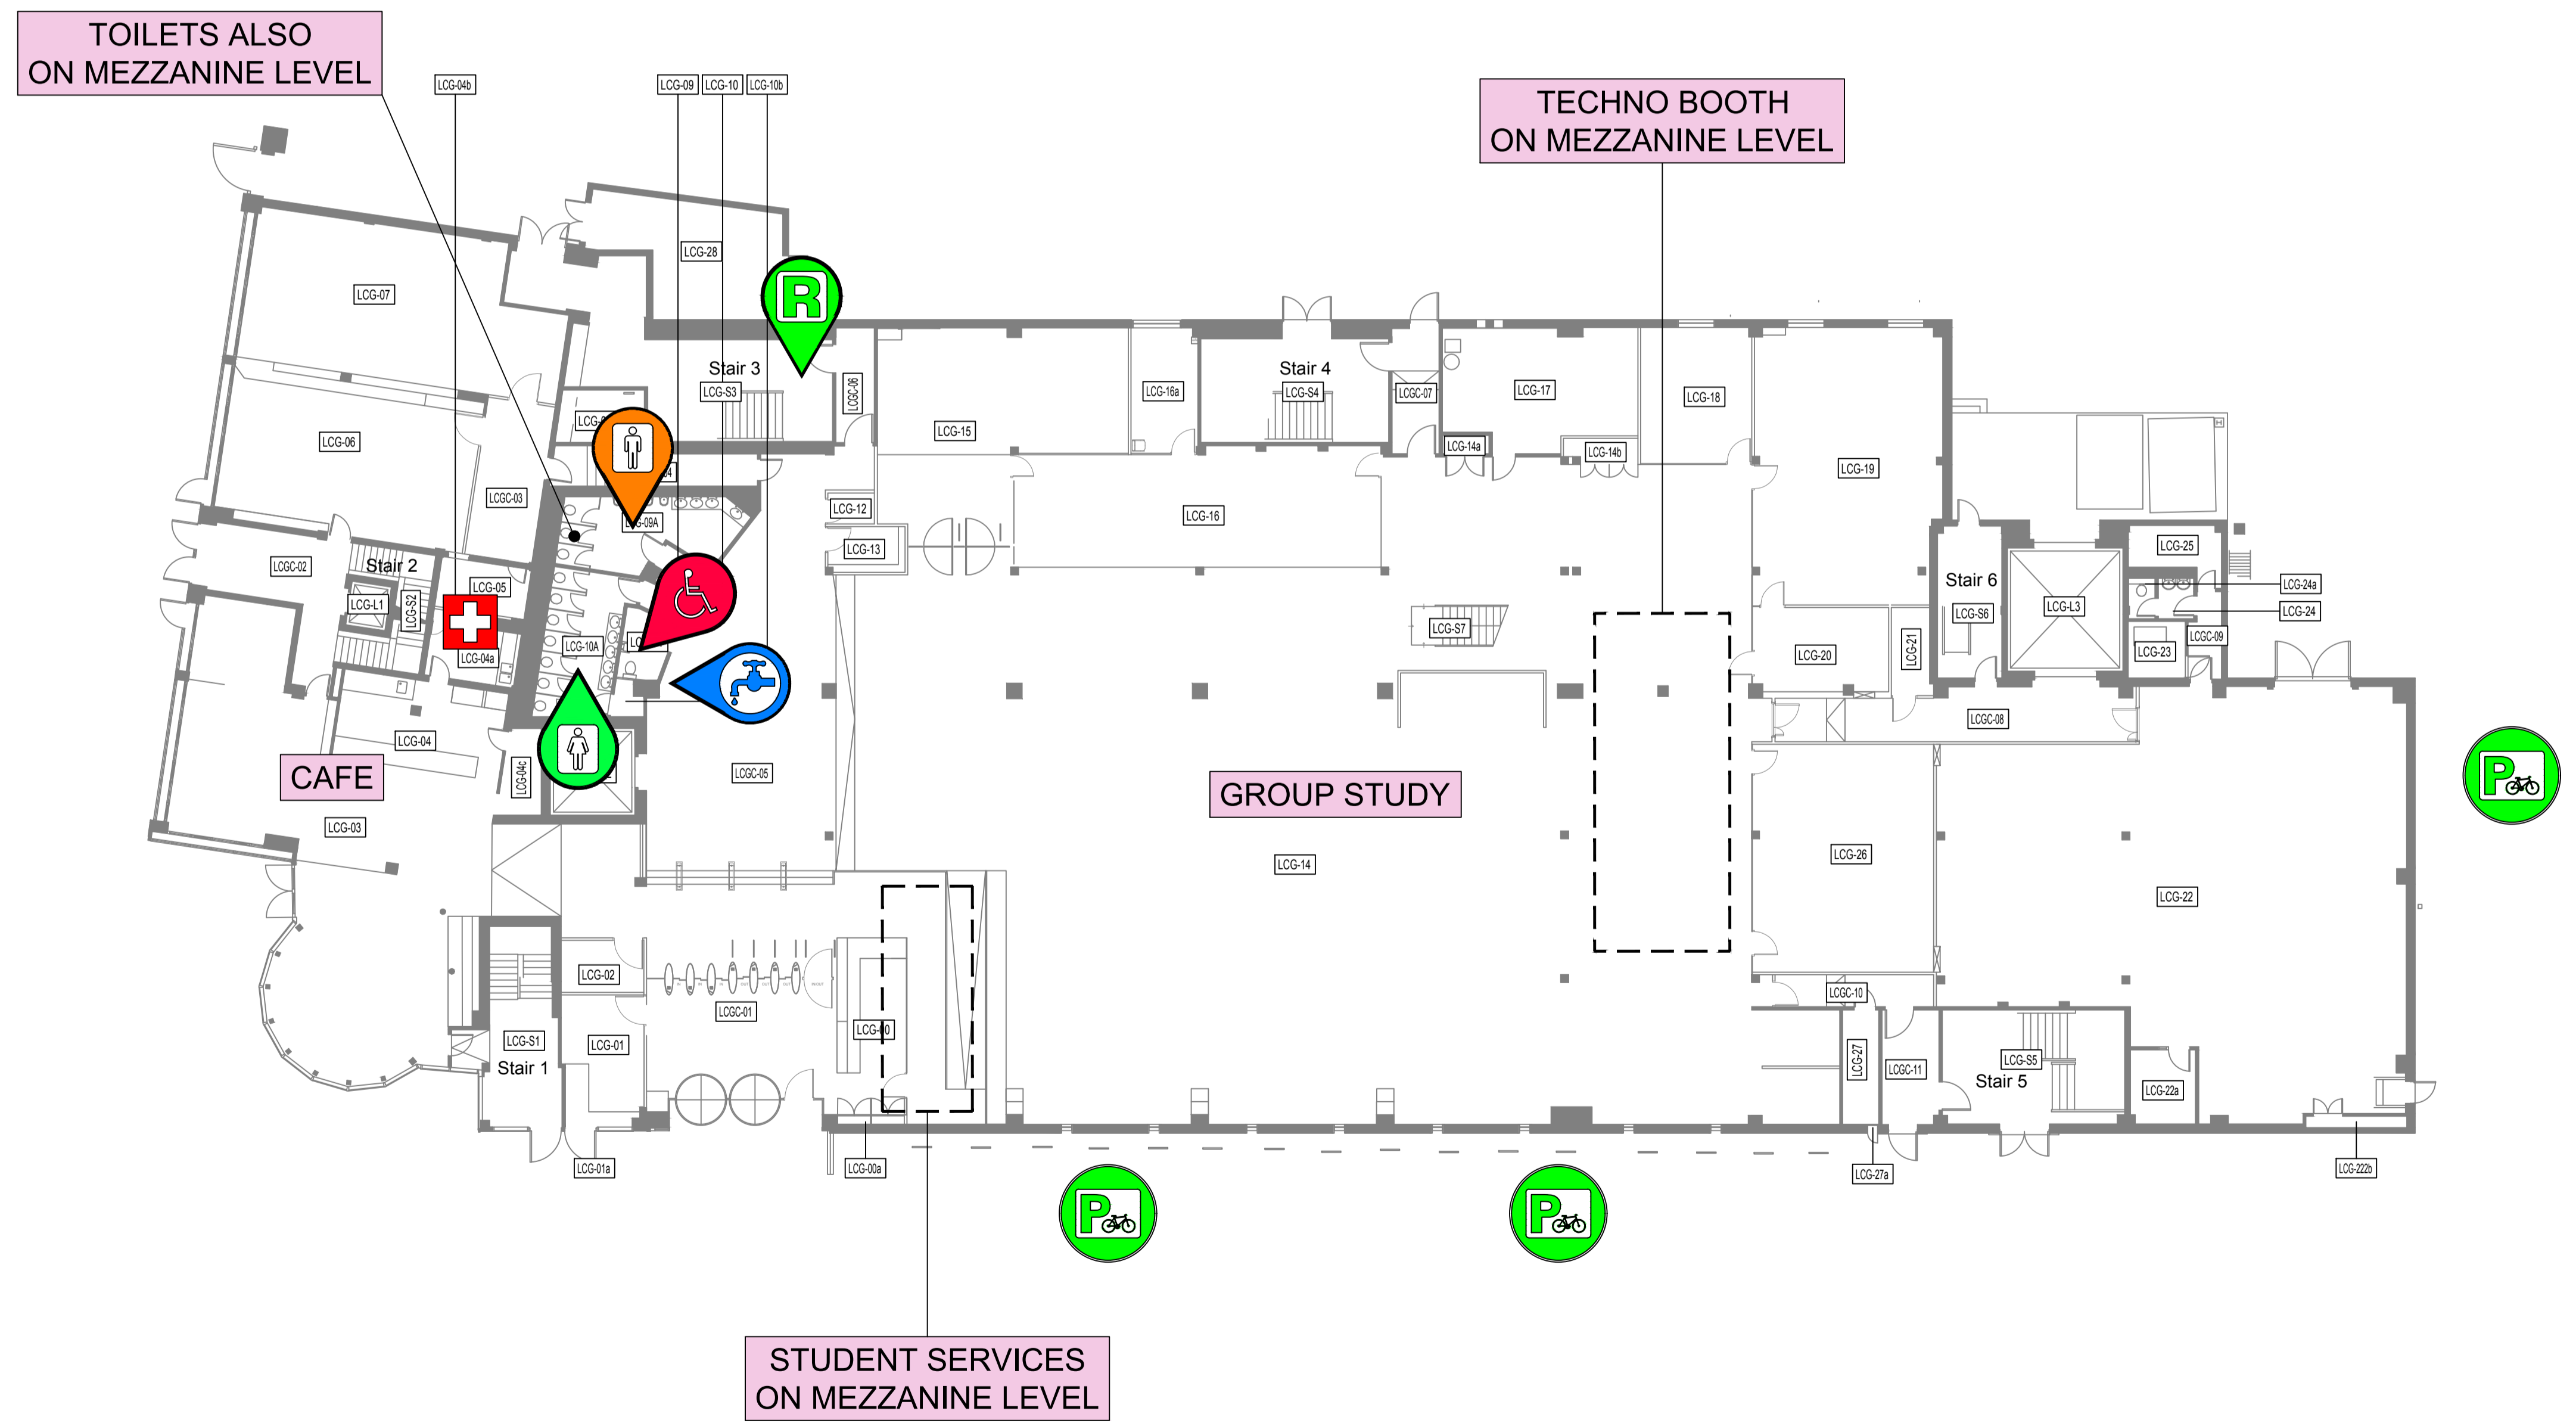 TOILETS ALSO
ON MEZZANINE LEVEL
LCG-04b
LCG-09
LCG-10
LCG-10b
TECHNO BOOTH
ON MEZZANINE LEVEL
LCG-28
R
LCG-07
Stair 3
LCG-S3
LCGC-06
LCG-15
LCG-16a
Stair 4
LCG-S4
LCGC-07
LCG-17
LCG-18
LCG-14a
LCG-14b
LCG-19
LCG-06
LCGC-03
LCG-12
LCG-13
LCG-16
LCGC-02
Stair 2
LCG-L1
LCG-S2
LCG-05
LCG-04a
LCG-10A
LCG-S7
LCG-20
LCG-21
Stair 6
LCG-S6
LCG-L3
LCG-25
LCG-24a
LCG-24
LCGC-09
LCG-23
LCGC-08
LCG-04
CAFE
LCG-04c
LCGC-05
GROUP STUDY
P
LCG-03
LCG-14
LCG-26
LCG-22
LCG-02
LCGC-01
LCG-00
LCGC-10
LCG-S1
Stair 1
LCG-01
LCG-27
LCGC-11
LCG-S5
Stair 5
LCG-22a
LCG-01a
LCG-00a
LCG-27a
LCG-222b
P
P
STUDENT SERVICES
ON MEZZANINE LEVEL